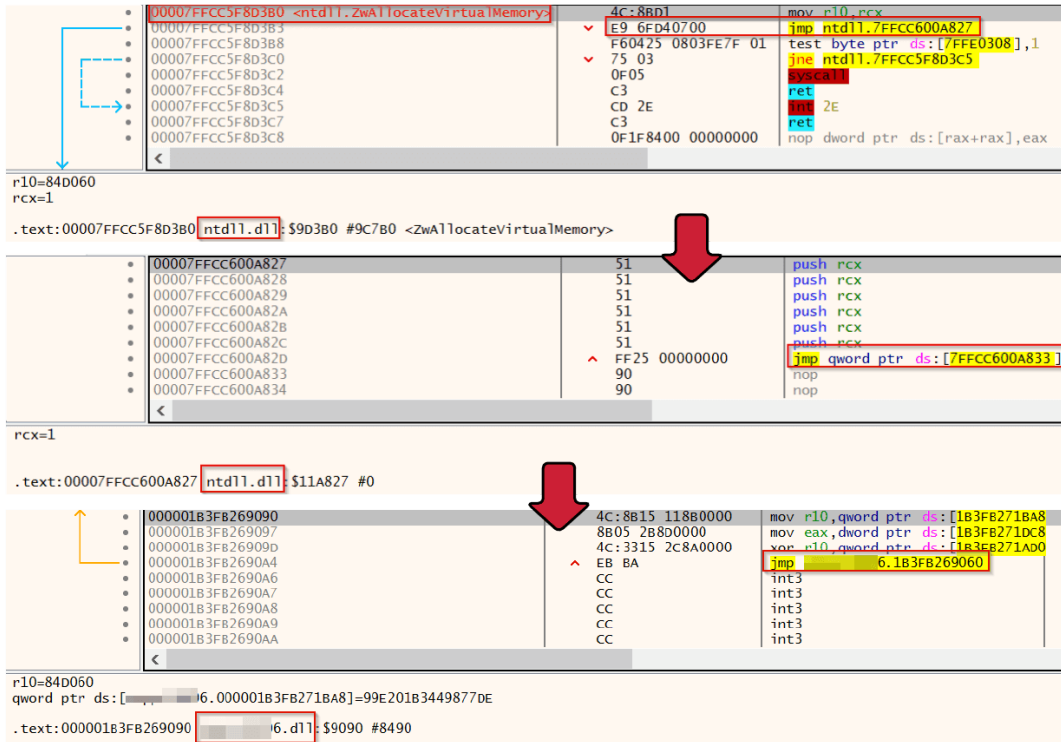 00007FFCC5F8D3B0 <ntdll.ZwAllocateVirtualMemory> 4C:8BD1 mov r10,rcx
00007FFCC5F8D3B3 E9 6FD40700 jmp ntdll.7FFCC600A827
00007FFCC5F8D3B8 F60425 0803FE7F 01 test byte ptr ds:[7FFE0308],1
00007FFCC5F8D3C0 75 03 jne ntdll.7FFCC5F8D3C5
00007FFCC5F8D3C2 0F05 syscall
00007FFCC5F8D3C4 C3 ret
00007FFCC5F8D3C5 CD 2E int 2E
00007FFCC5F8D3C7 C3 ret
00007FFCC5F8D3C8 0F1F8400 00000000 nop dword ptr ds:[rax+rax],eax
r10=84D060
rcx=1
.text:00007FFCC5F8D3B0 ntdll.dll:$9D3B0 #9C7B0 <ZwAllocateVirtualMemory>
00007FFCC600A827 51 push rcx
00007FFCC600A828 51 push rcx
00007FFCC600A829 51 push rcx
00007FFCC600A82A 51 push rcx
00007FFCC600A82B 51 push rcx
00007FFCC600A82C 51 push rcx
00007FFCC600A82D FF25 00000000 jmp qword ptr ds:[7FFCC600A833]
00007FFCC600A833 90 nop
00007FFCC600A834 90 nop
rcx=1
.text:00007FFCC600A827 ntdll.dll:$11A827 #0
000001B3FB269090 4C:8B15 118B0000 mov r10,qword ptr ds:[1B3FB271BA8
000001B3FB269097 8B05 2B8D0000 mov eax,dword ptr ds:[1B3FB271DC8
000001B3FB26909D 4C:3315 2C8A0000 xor r10,qword ptr ds:[1B3FB271AD0
000001B3FB2690A4 EB BA jmp 6.1B3FB269060
000001B3FB2690A6 CC int3
000001B3FB2690A7 CC int3
000001B3FB2690A8 CC int3
000001B3FB2690A9 CC int3
000001B3FB2690AA CC int3
r10=84D060
qword ptr ds:[ 06.000001B3FB271BA8]=99E201B3449877DE
.text:000001B3FB269090 6.dll:$9090 #8490